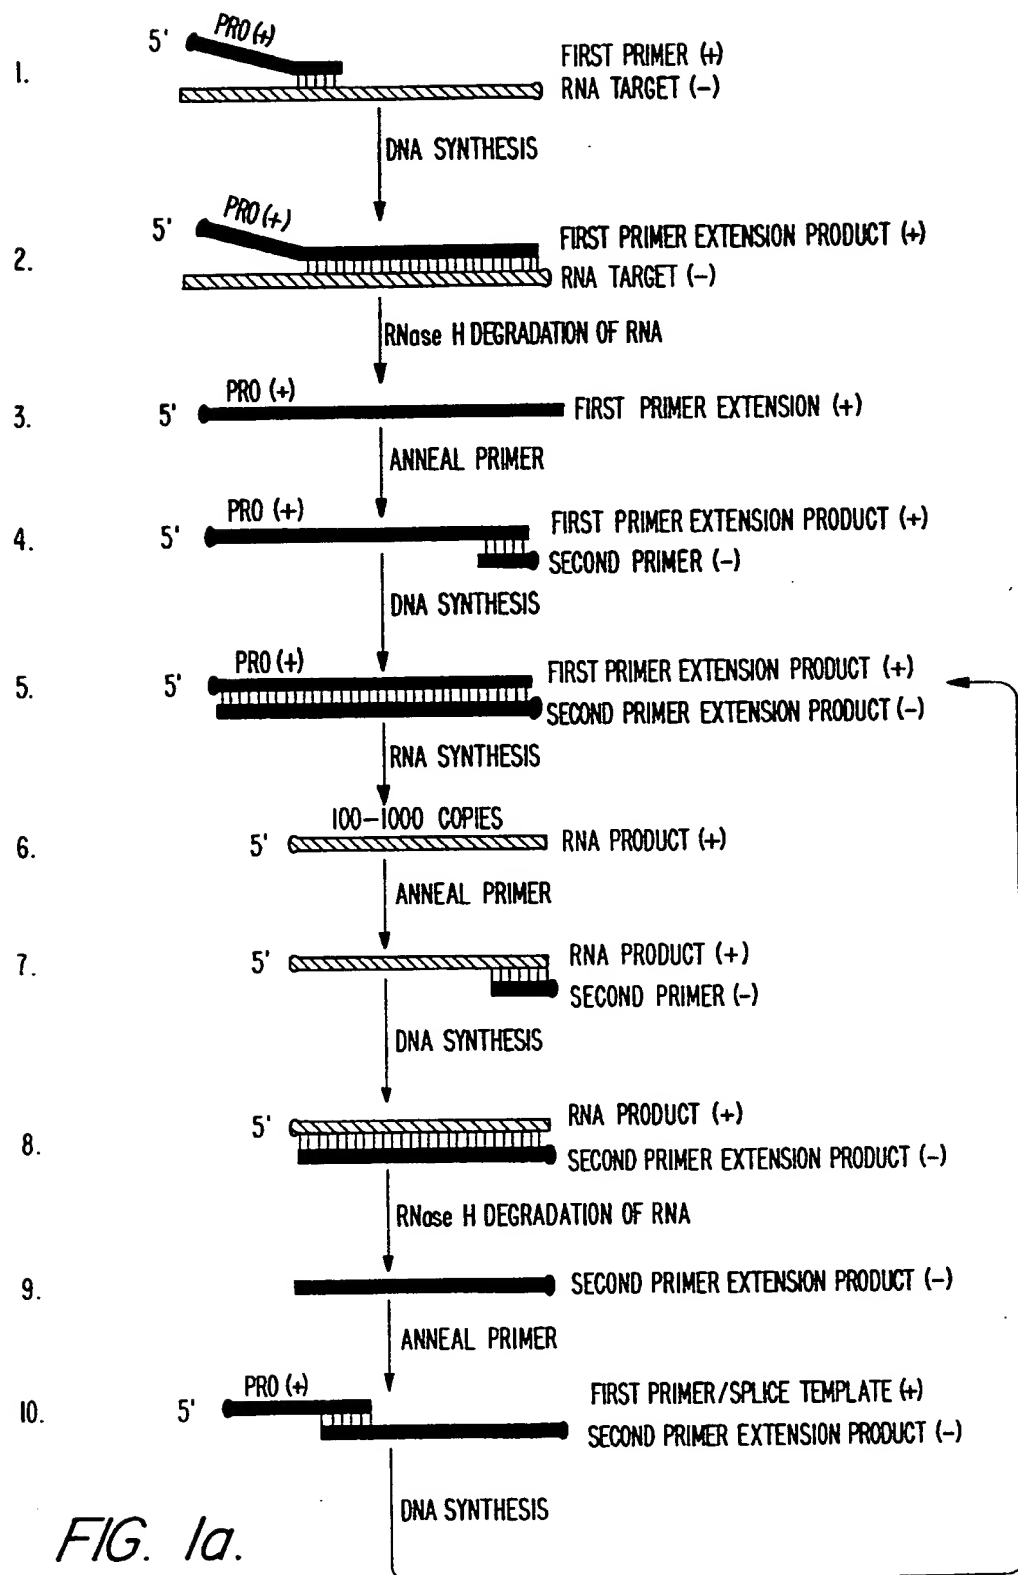 PRO (+)
5'
1.
FIRST PRIMER (+)
RNA TARGET (-)
DNA SYNTHESIS
PRO (+)
5'
2.
FIRST PRIMER EXTENSION PRODUCT (+)
RNA TARGET (-)
RNase H DEGRADATION OF RNA
PRO (+)
3.
5'
FIRST PRIMER EXTENSION (+)
ANNEAL PRIMER
PRO (+)
4.
5'
FIRST PRIMER EXTENSION PRODUCT (+)
SECOND PRIMER (-)
DNA SYNTHESIS
PRO (+)
5.
5'
FIRST PRIMER EXTENSION PRODUCT (+)
SECOND PRIMER EXTENSION PRODUCT (-)
RNA SYNTHESIS
100-1000 COPIES
6.
5'
RNA PRODUCT (+)
ANNEAL PRIMER
7.
5'
RNA PRODUCT (+)
SECOND PRIMER (-)
DNA SYNTHESIS
8.
5'
RNA PRODUCT (+)
SECOND PRIMER EXTENSION PRODUCT (-)
RNase H DEGRADATION OF RNA
9.
SECOND PRIMER EXTENSION PRODUCT (-)
ANNEAL PRIMER
PRO (+)
10.
5'
FIRST PRIMER/SPLICE TEMPLATE (+)
SECOND PRIMER EXTENSION PRODUCT (-)
DNA SYNTHESIS
FIG. 1a.